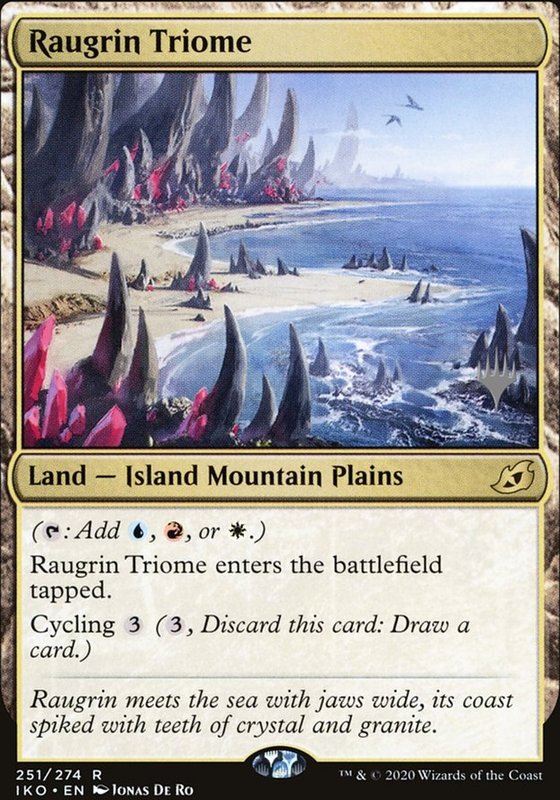 Raugrin Triome
Land — Island Mountain Plains
( : Add , , or .)
Raugrin Triome enters the battlefield
tapped.
Cycling 3 (3, Discard this card: Draw a
card.)
Raugrin meets the sea with jaws wide, its coast
spiked with teeth of crystal and granite.
251/274 R
IKO • EN Jonas De Ro
™ & © 2020 Wizards of the Coast